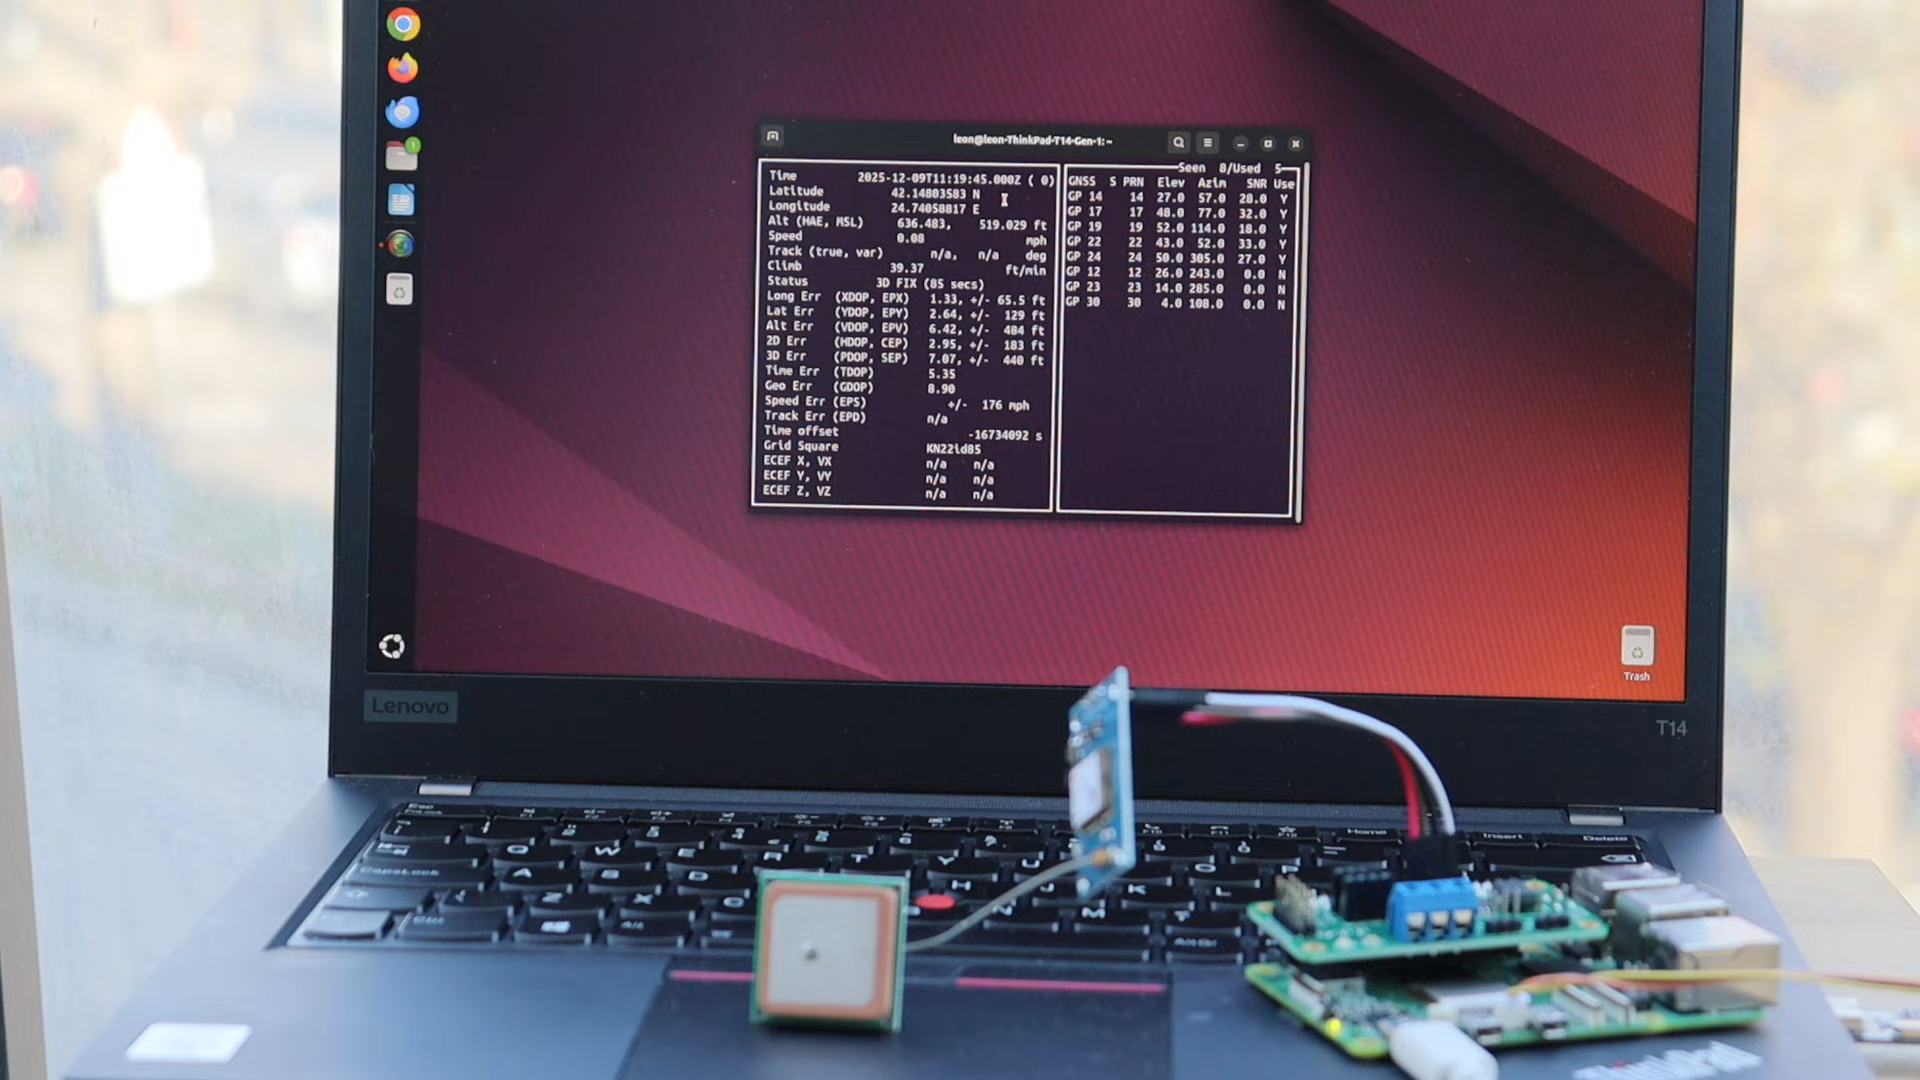 leon@leon-ThinkPad-T14-Gen-1: ~
Time 2025-12-09T11:19:45.000Z ( 0)
Latitude 42.14803583 N
Longitude 24.74058817 E
Alt (HAE, MSL) 636.483, 519.029 ft
Speed 0.08 mph
Track (true, var) n/a, n/a deg
Climb 39.37 ft/min
Status 3D FIX (85 secs)
Long Err (XDOP, EPX) 1.33, +/- 65.5 ft
Lat Err (YDOP, EPY) 2.64, +/- 129 ft
Alt Err (VDOP, EPV) 6.42, +/- 484 ft
2D Err (HDOP, CEP) 2.95, +/- 183 ft
3D Err (PDOP, SEP) 7.07, +/- 440 ft
Time Err (TDOP) 5.35
Geo Err (GDOP) 8.90
Speed Err (EPS) +/- 176 mph
Track Err (EPD) n/a
Time offset -16734092 s
Grid Square KN22id85
ECEF X, VX n/a n/a
ECEF Y, VY n/a n/a
ECEF Z, VZ n/a n/a
Seen 8/Used 5
GNSS S PRN Elev Azim SNR Use
GP 14 14 27.0 57.0 28.0 Y
GP 17 17 48.0 77.0 32.0 Y
GP 19 19 52.0 114.0 18.0 Y
GP 22 22 43.0 52.0 33.0 Y
GP 24 24 50.0 305.0 27.0 Y
GP 12 12 26.0 243.0 0.0 N
GP 23 23 14.0 285.0 0.0 N
GP 30 30 4.0 108.0 0.0 N
1
Trash
Lenovo
T14
Esc
Home
Insert
Delete
Q W E R T Y
CapsLock
A S D H K L
Z X C N M
Ctrl
Alt
ThinkPad